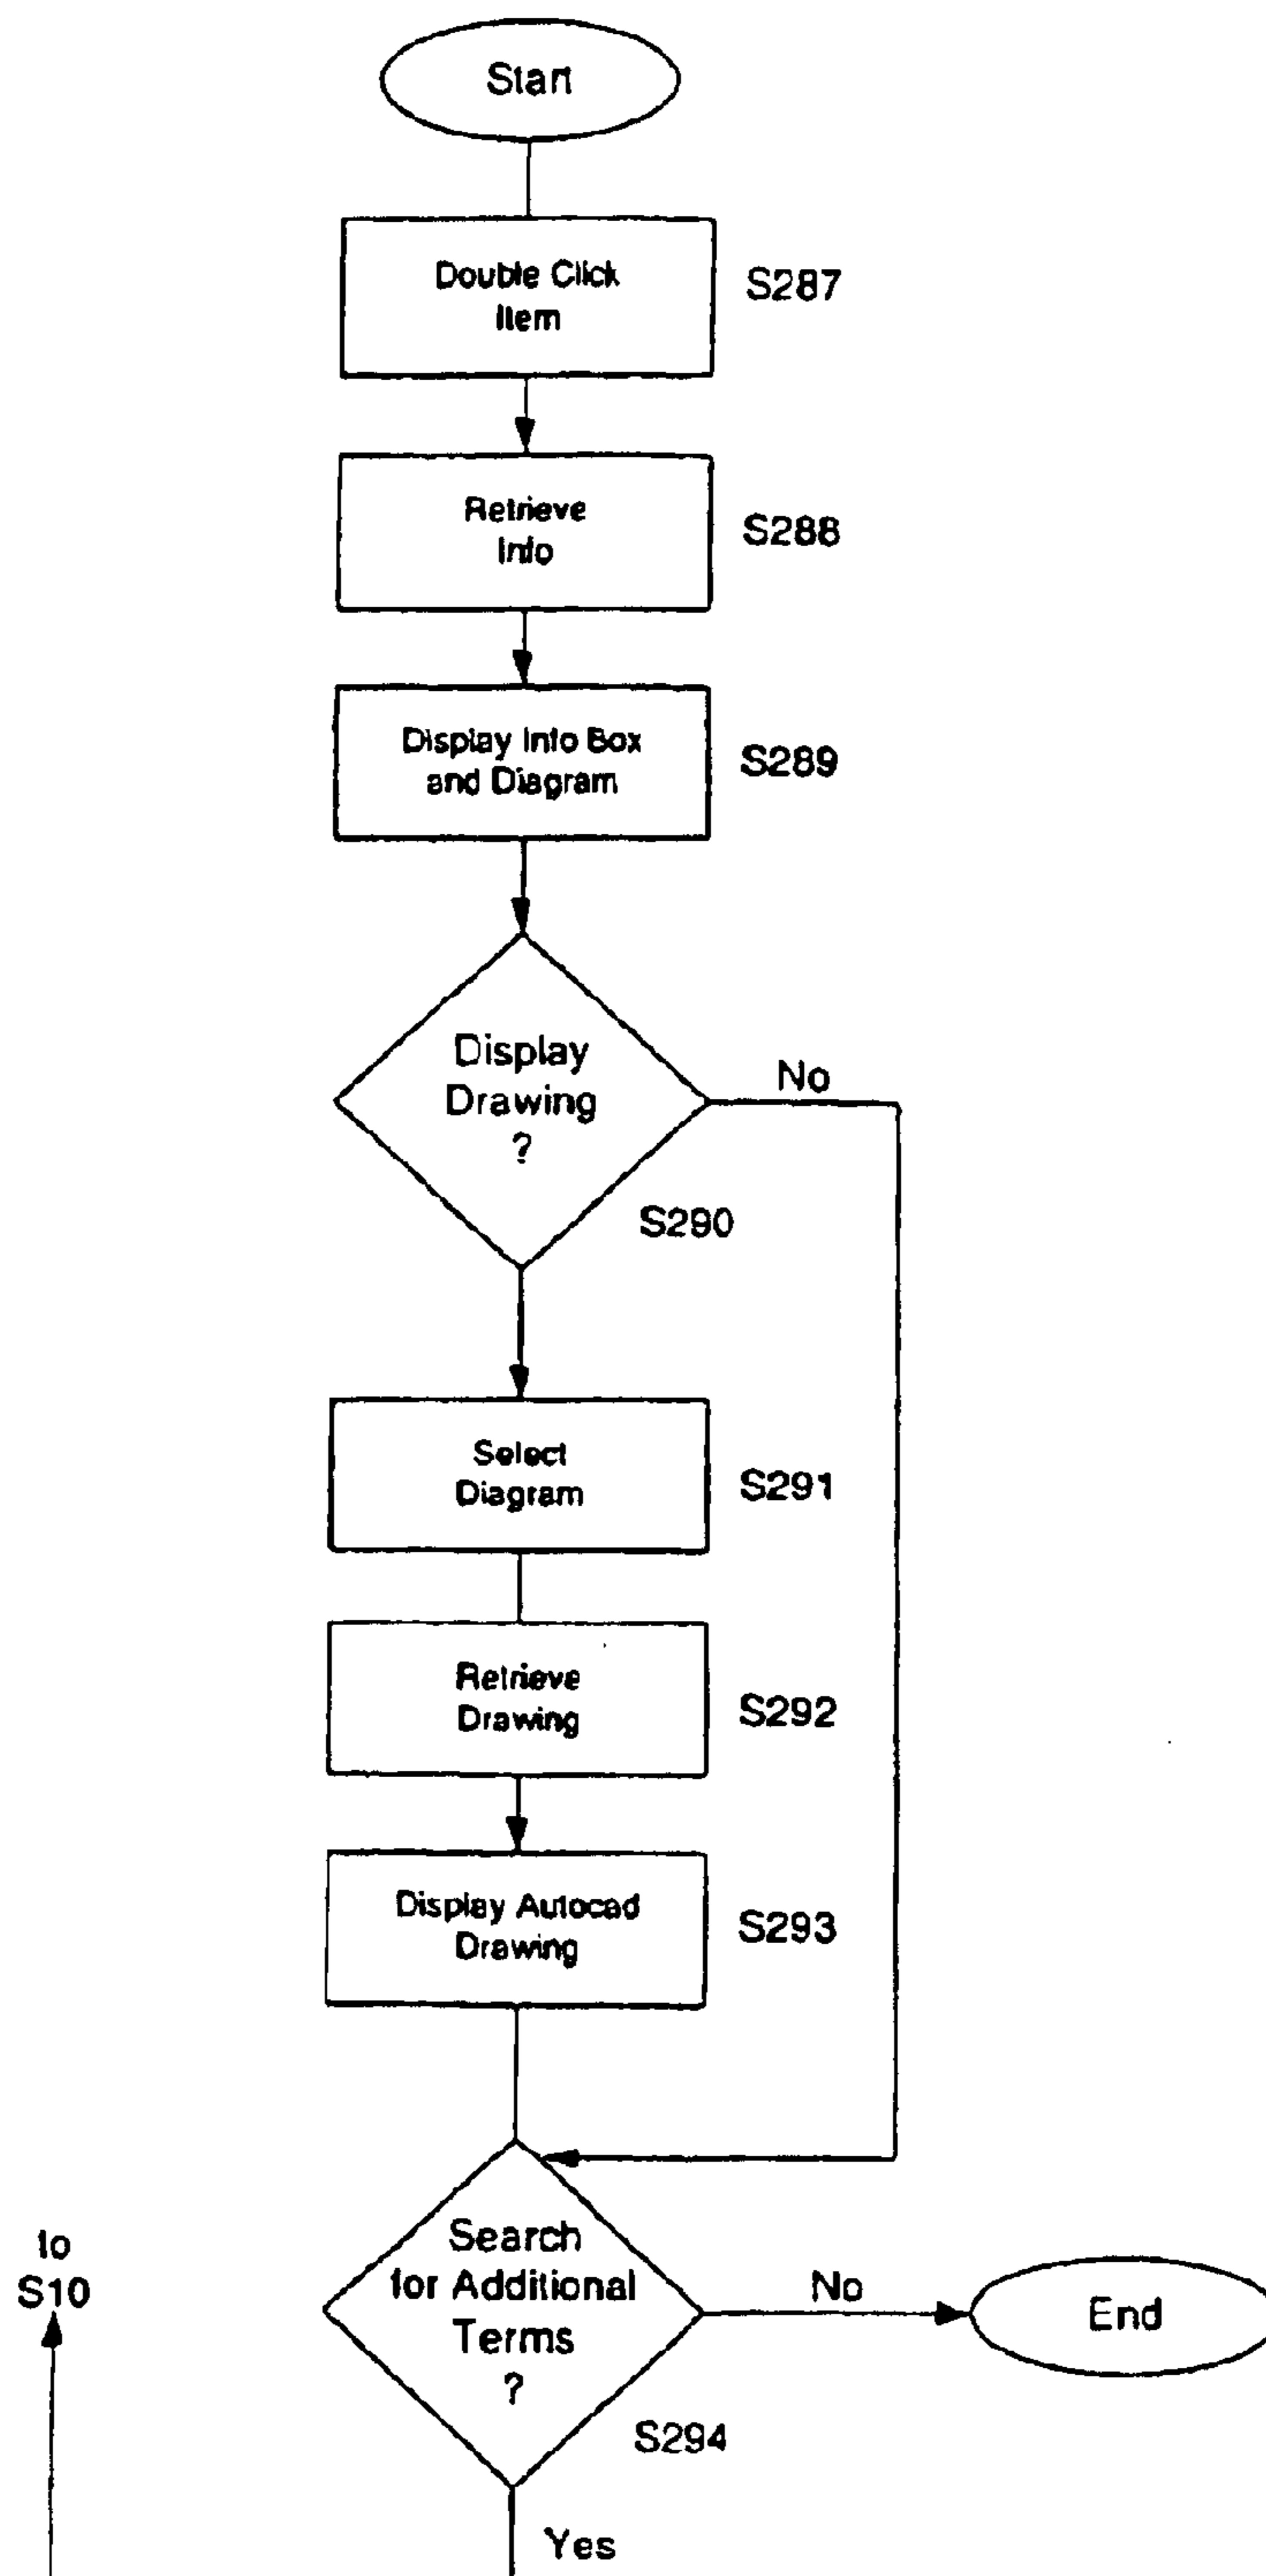 Start
Double Click
Item
S287
Retrieve
Info
S288
Display Info Box
and Diagram
S289
Display
Drawing
?
No
S290
Select
Diagram
S291
Retrieve
Drawing
S292
Display Autocad
Drawing
S293
to
S10
Search
for Additional
Terms
?
No
End
S294
Yes